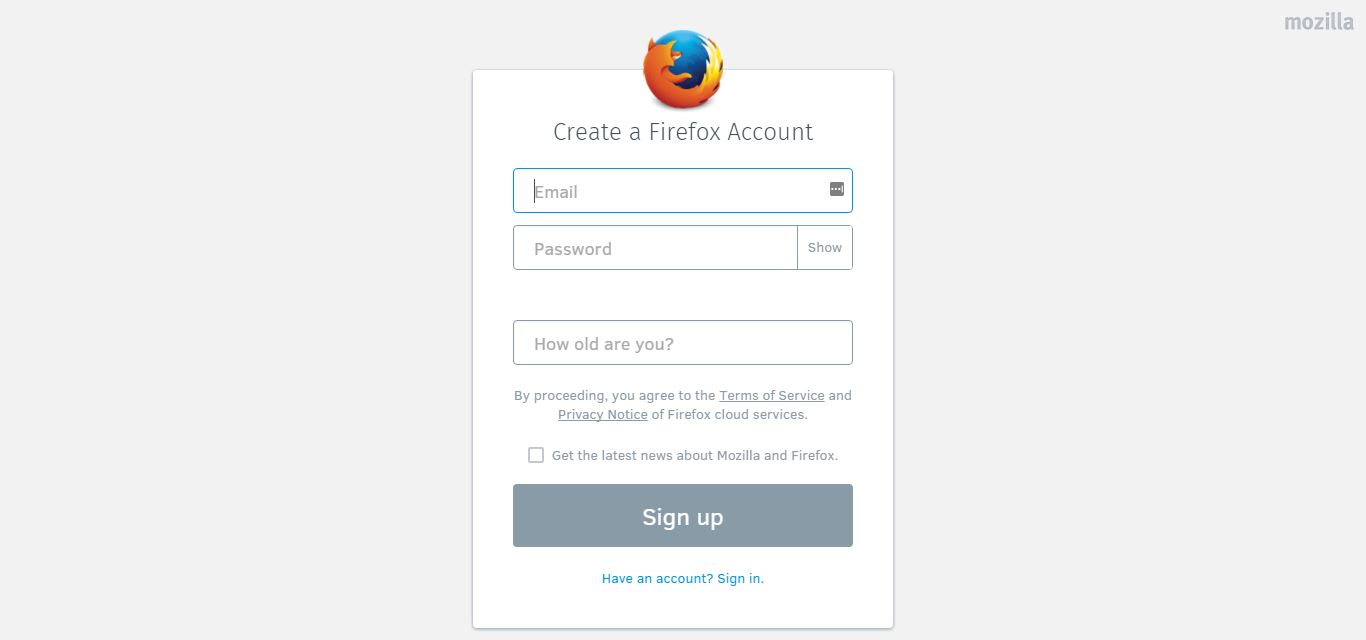 mozilla
Create a Firefox Account
Email
Password
Show
How old are you?
By proceeding, you agree to the Terms of Service and
Privacy Notice of Firefox cloud services.
Get the latest news about Mozilla and Firefox.
Sign up
Have an account? Sign in.